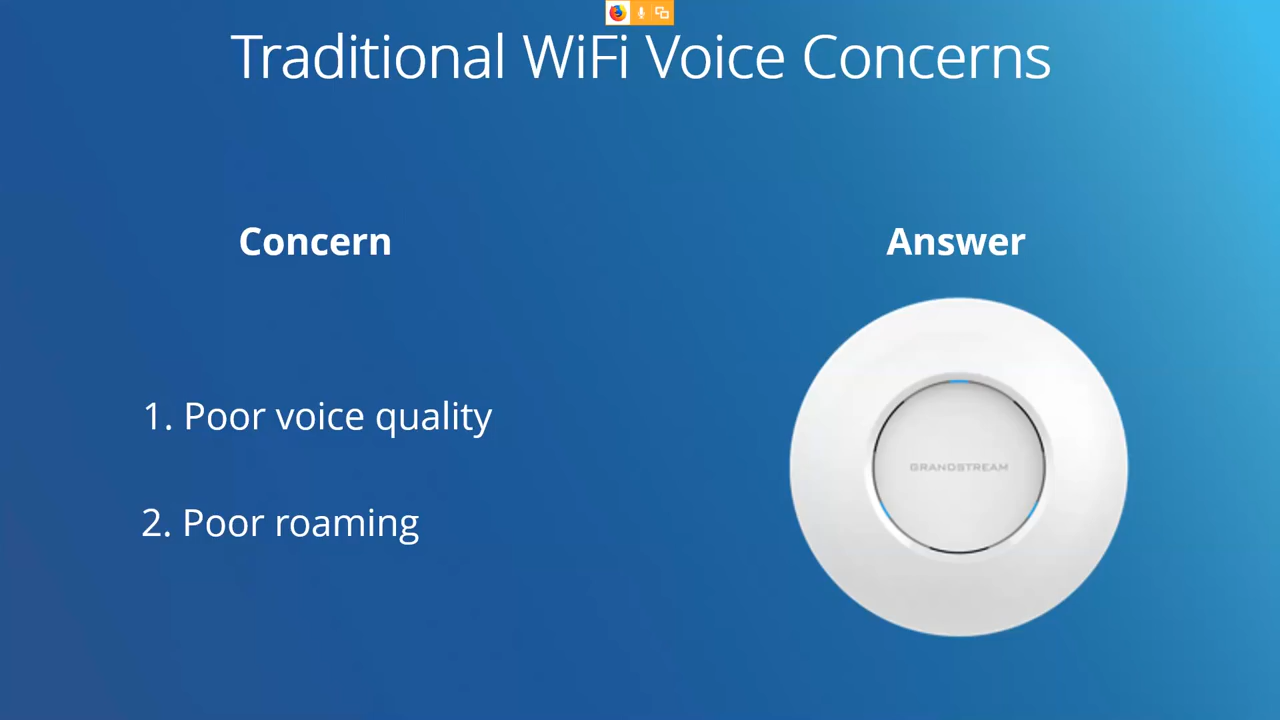 Traditional WiFi Voice Concerns
Concern
Answer
1. Poor voice quality
2. Poor roaming
GRANDSTREAM